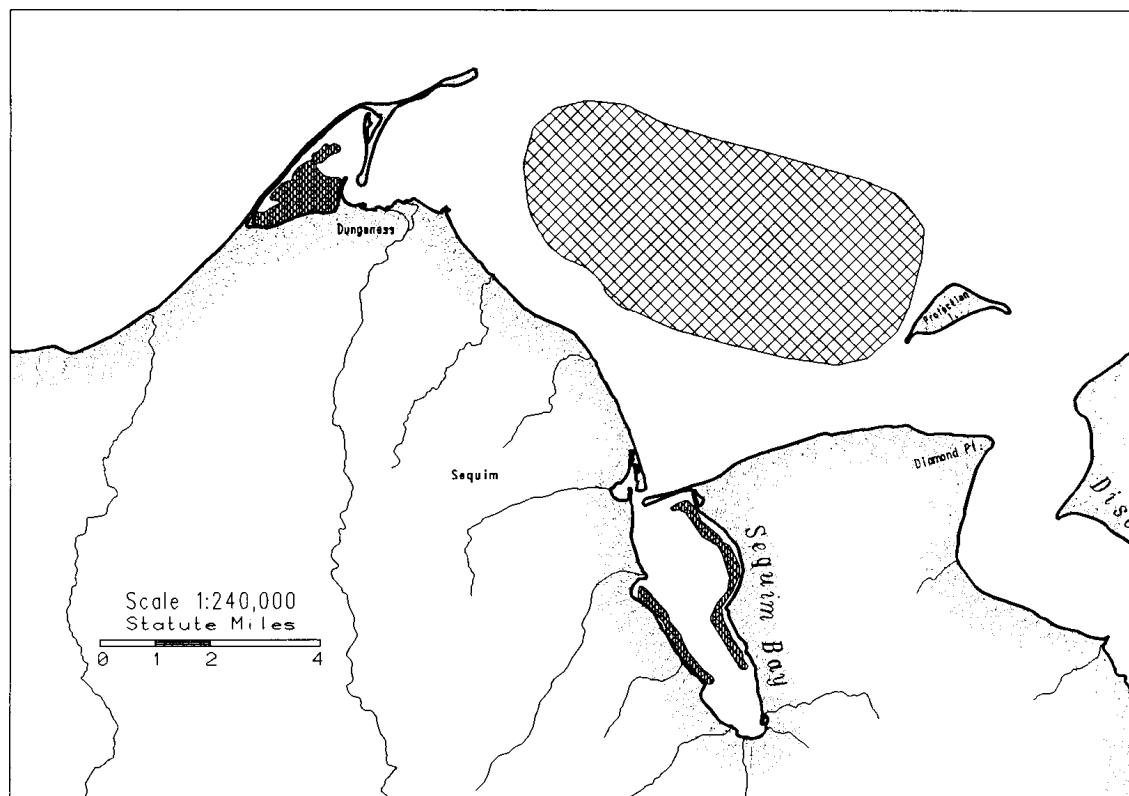 Dungeness
Protection
I.
Sequim
Diamond Pt.
Disc
Sequim Bay
Scale 1:240,000
Statute Miles
0 1 2 4